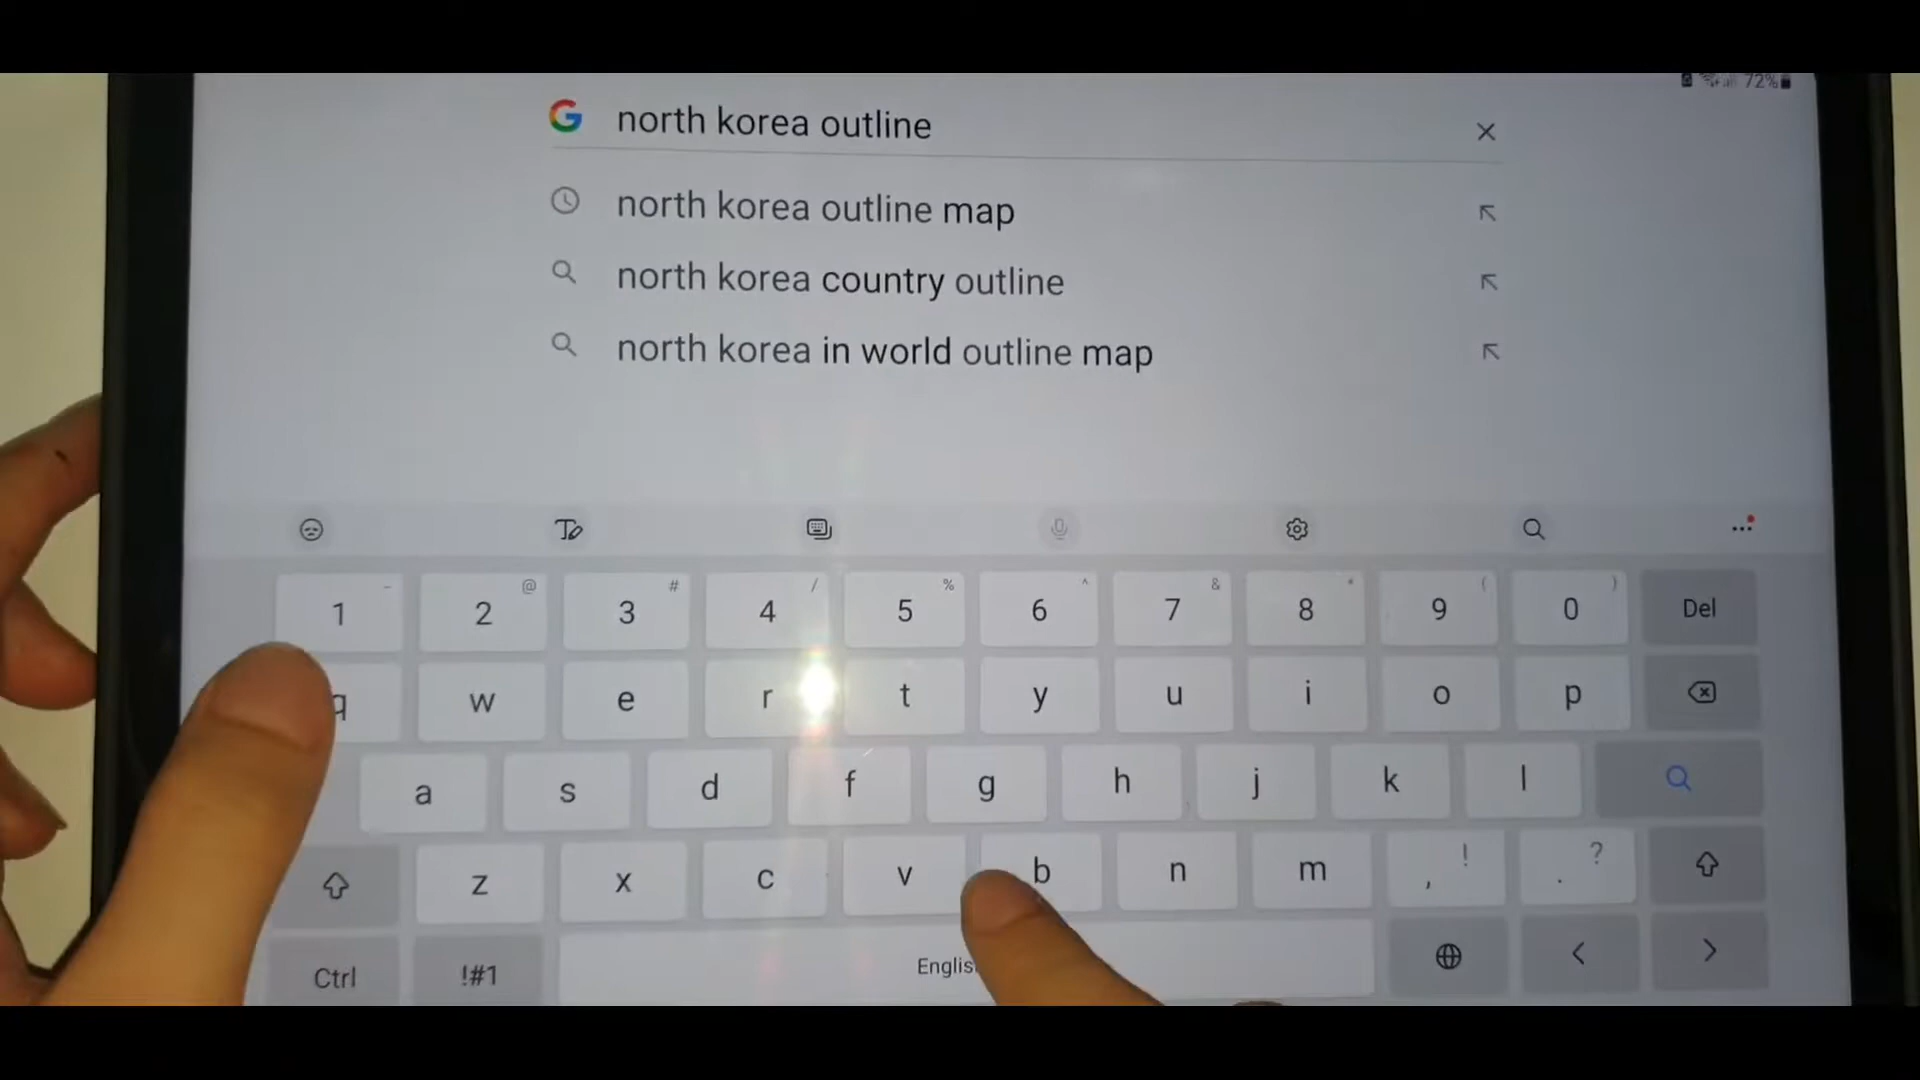 72%
north korea outline
north korea outline map
north korea country outline
north korea in world outline map
1 2 @ 3 # 4 / 5 % 6 ^ 7 & 8 * 9 ( 0 ) Del
q w e r t y u i o p
a s d f g h j k l
z x c v b n m , ! . ?
Ctrl !#1 Englis < >